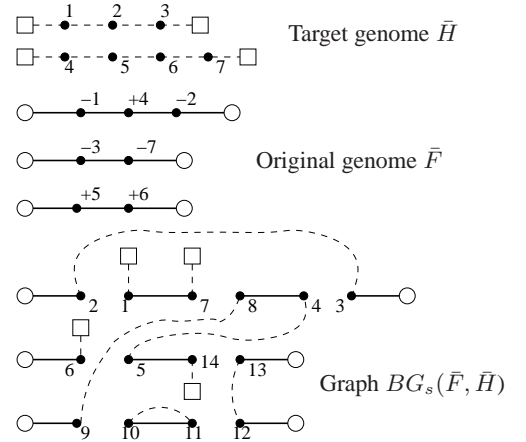 1 2 3
Target genome H̄
4 5 6 7
−1 +4 −2
−3 −7
Original genome F̄
+5 +6
2 1 7 8 4 3
6 5 14 13
Graph BG_s(F̄, H̄)
9 10 11 12